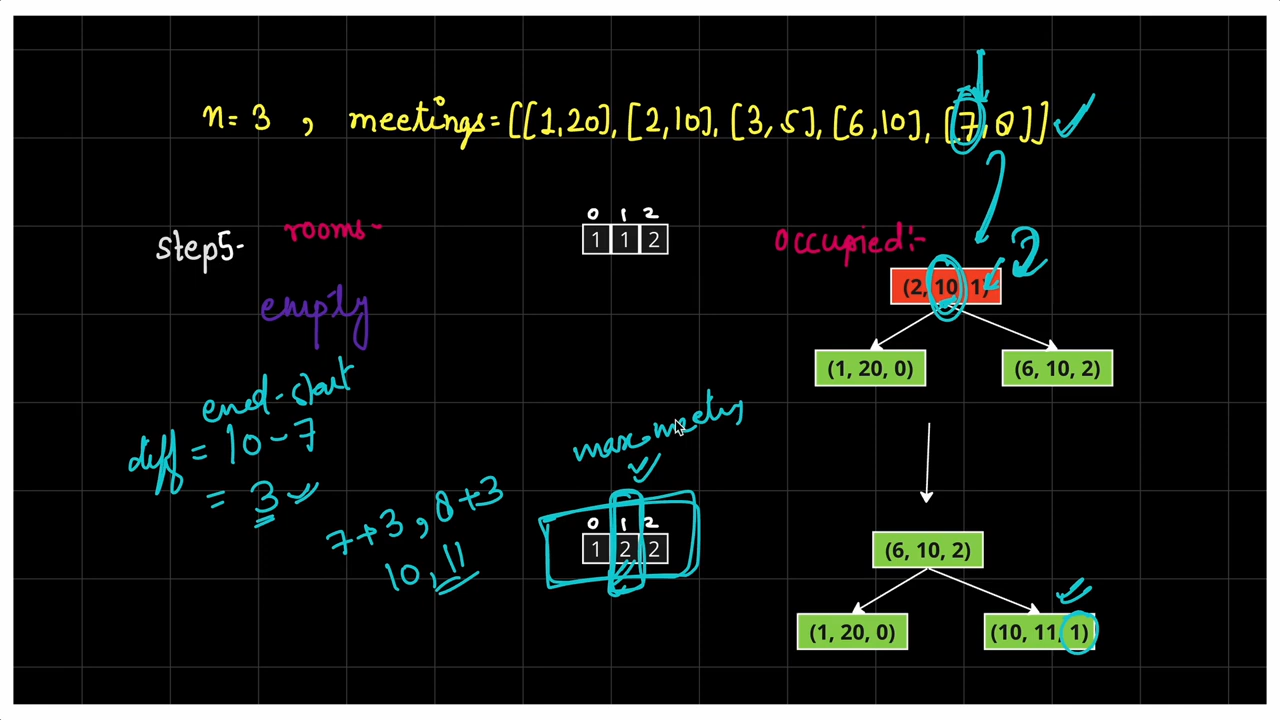 n= 3 , meetings=[[1,20],[2,10],[3,5],[6,10],[7,8]]
step5- rooms-
empty
0 1 2
1 1 2
occupied:-
(2, 10, 1)
(1, 20, 0) (6, 10, 2)
end-start
diff = 10-7
= 3
7+3, 8+3
10, 11
max meetings
0 1 2
1 2 2
(6, 10, 2)
(1, 20, 0) (10, 11, 1)